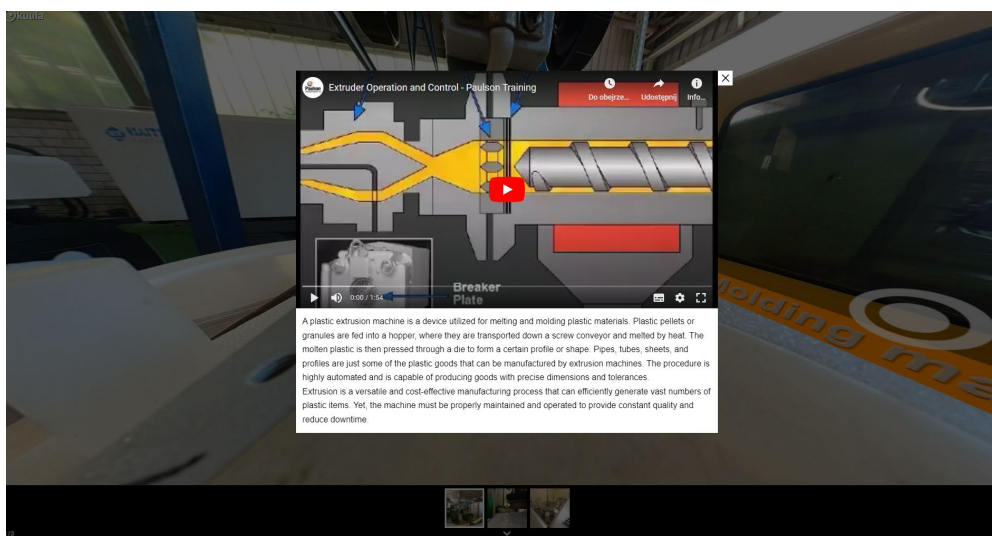 kuula
HAIT
Paulson
Extruder Operation and Control - Paulson Training
Do obejrze... Udostępnij Info...
Breaker
Plate
0:00 / 1:54
Molding ma
A plastic extrusion machine is a device utilized for melting and molding plastic materials. Plastic pellets or
granules are fed into a hopper, where they are transported down a screw conveyor and melted by heat. The
molten plastic is then pressed through a die to form a certain profile or shape. Pipes, tubes, sheets, and
profiles are just some of the plastic goods that can be manufactured by extrusion machines. The procedure is
highly automated and is capable of producing goods with precise dimensions and tolerances.
Extrusion is a versatile and cost-effective manufacturing process that can efficiently generate vast numbers of
plastic items. Yet, the machine must be properly maintained and operated to provide constant quality and
reduce downtime.